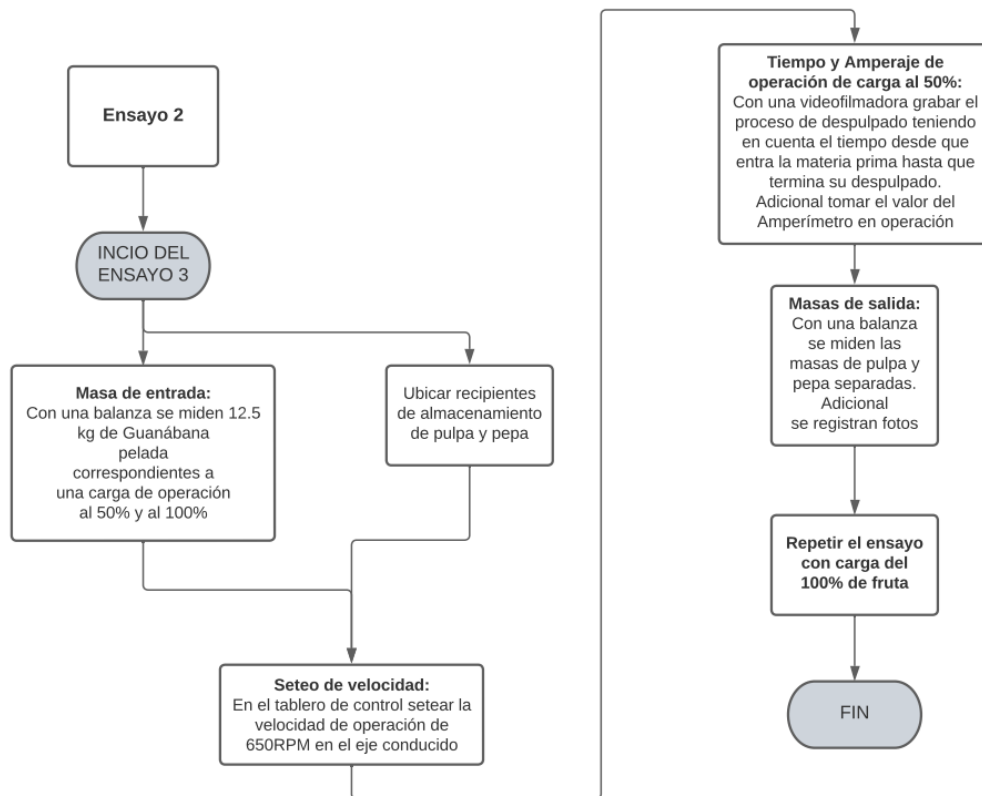 Ensayo 2
INCIO DEL
ENSAYO 3
Masa de entrada:
Con una balanza se miden 12.5
kg de Guanábana
pelada
correspondientes a
una carga de operación
al 50% y al 100%
Ubicar recipientes
de almacenamiento
de pulpa y pepa
Seteo de velocidad:
En el tablero de control setear la
velocidad de operación de
650RPM en el eje conducido
Tiempo y Amperaje de
operación de carga al 50%:
Con una videofilmadora grabar el
proceso de despulpado teniendo
en cuenta el tiempo desde que
entra la materia prima hasta que
termina su despulpado.
Adicional tomar el valor del
Amperímetro en operación
Masas de salida:
Con una balanza
se miden las
masas de pulpa y
pepa separadas.
Adicional
se registran fotos
Repetir el ensayo
con carga del
100% de fruta
FIN